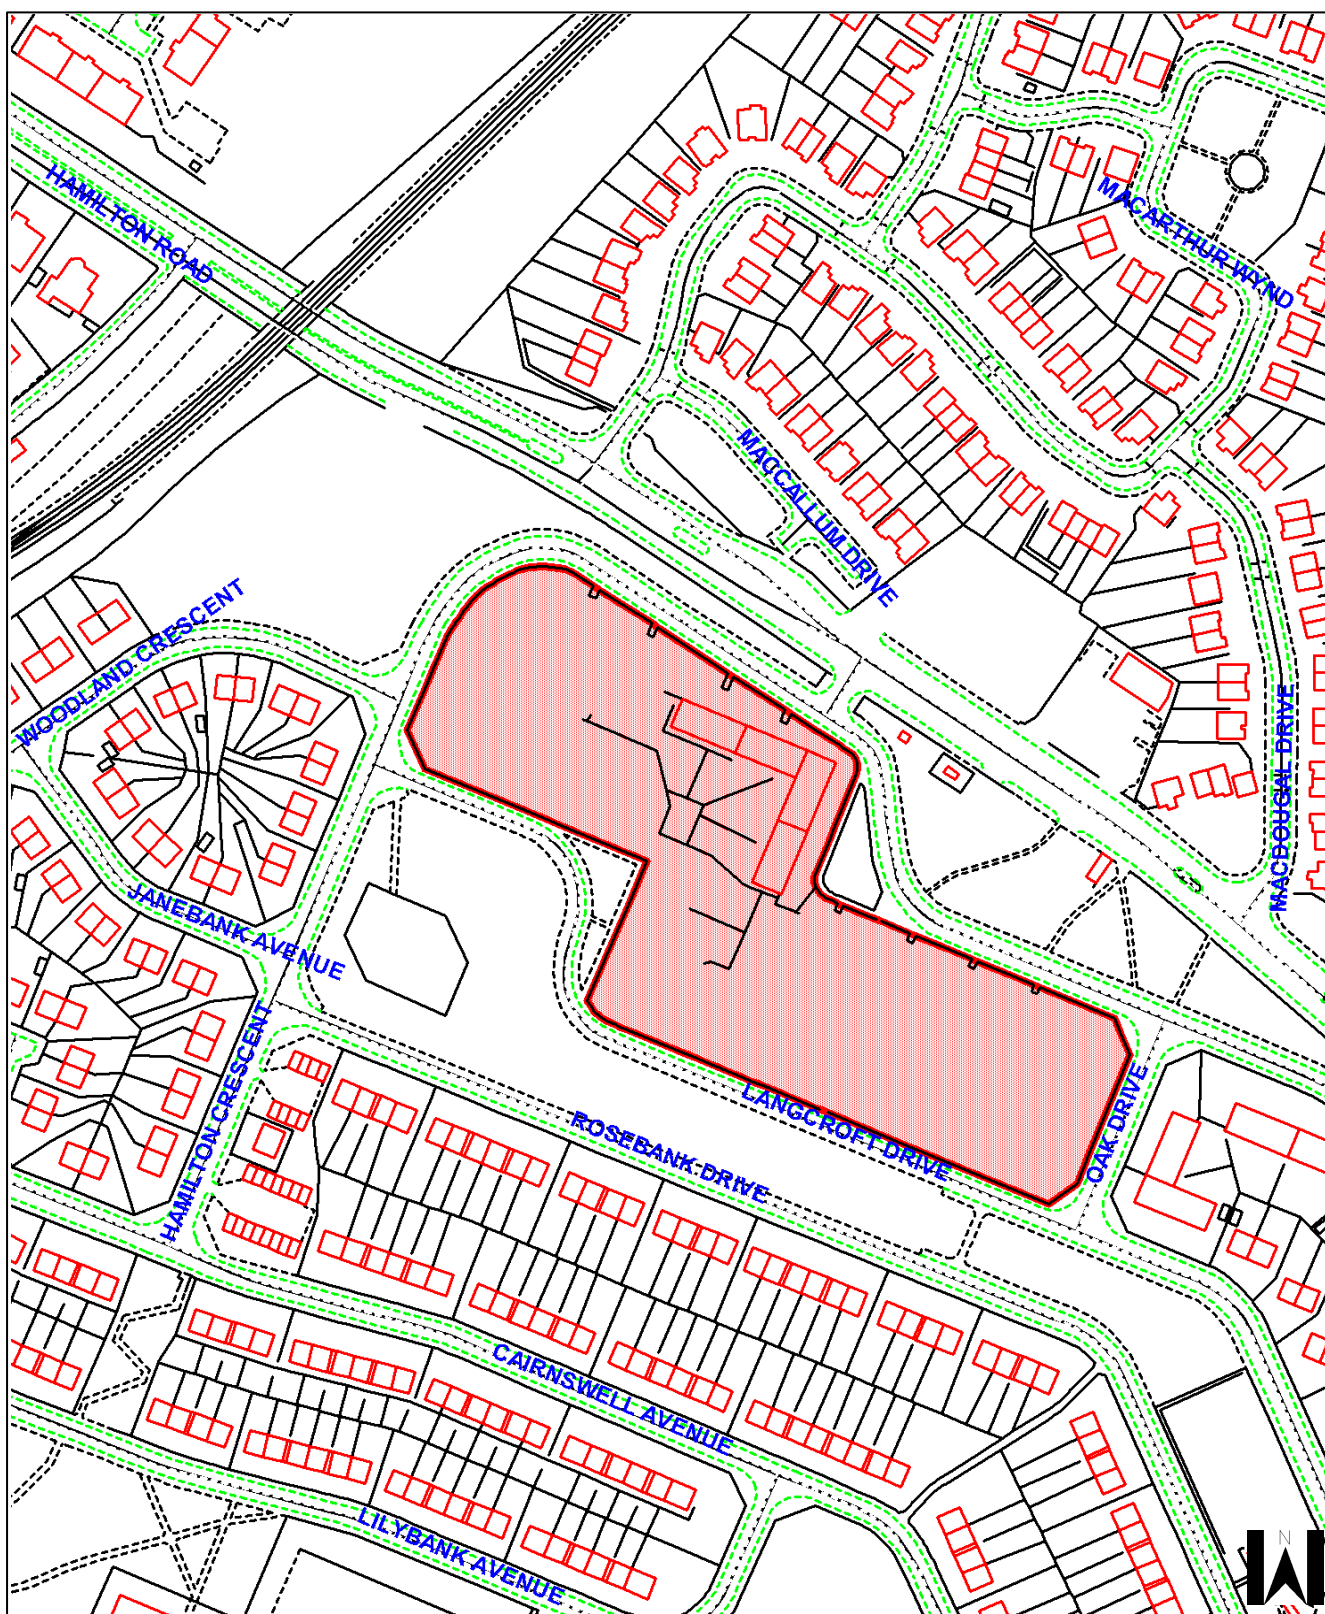 HAMILTON ROAD
MACARTHUR WYND
MACCALLUM DRIVE
WOODLAND CRESCENT
MACDOUGAL DRIVE
JANEBANK AVENUE
HAMILTON CRESCENT
LANGCROFT DRIVE
OAK DRIVE
ROSEBANK DRIVE
CAIRNSWELL AVENUE
LILYBANK AVENUE
N